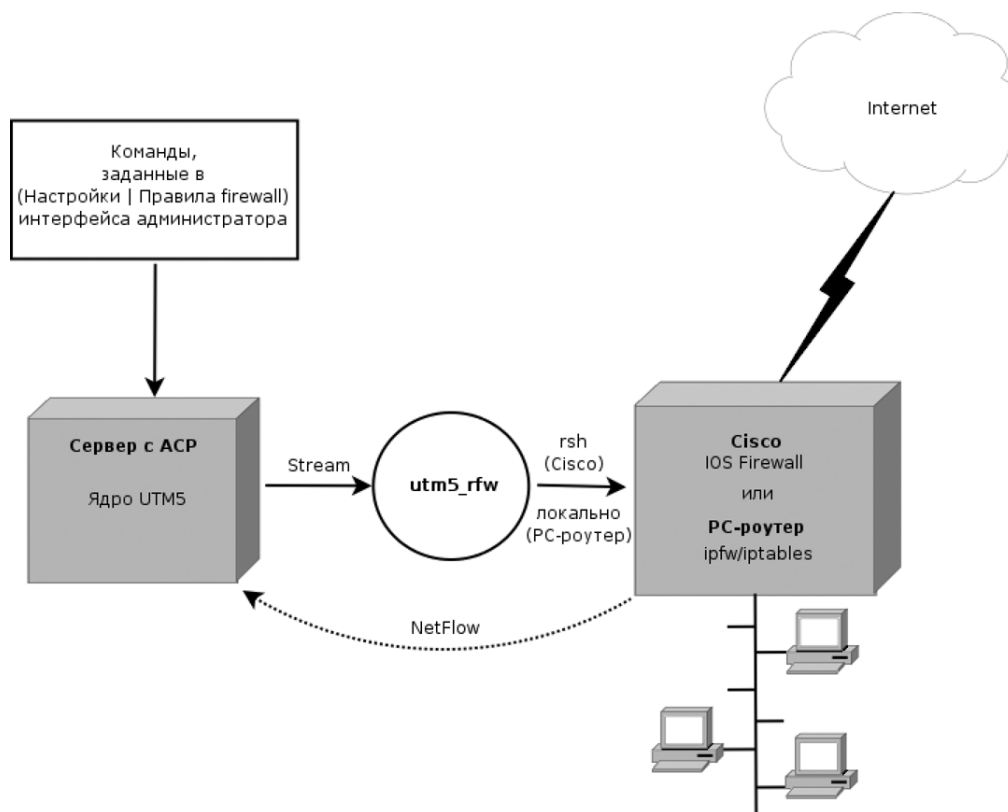 Internet
Команды,
заданные в
(Настройки | Правила firewall)
интерфейса администратора
Сервер с АСР
Ядро UTM5
Stream
utm5_rfw
rsh
(Cisco)
локально
(PC-роутер)
Cisco
IOS Firewall
или
PC-роутер
ipfw/iptables
NetFlow